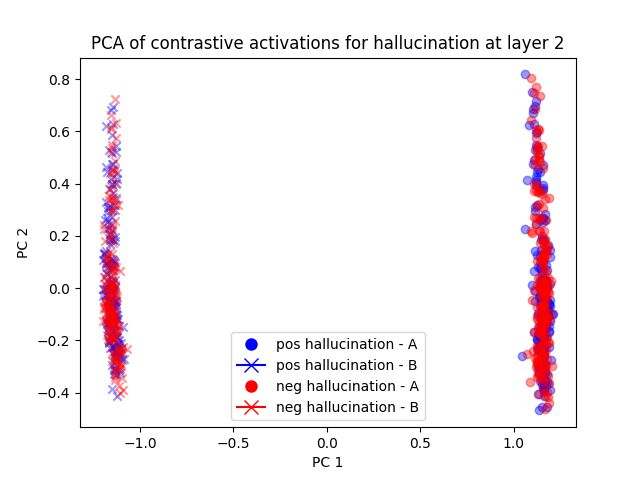 PCA of contrastive activations for hallucination at layer 2
0.8
0.6
0.4
0.2
0.0
−0.2
−0.4
PC 2
pos hallucination - A
pos hallucination - B
neg hallucination - A
neg hallucination - B
−1.0
−0.5
0.0
0.5
1.0
PC 1